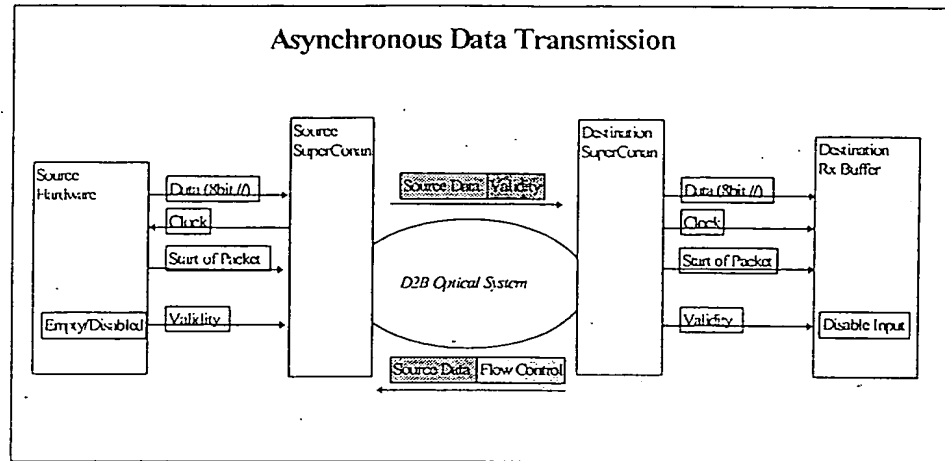 Asynchronous Data Transmission
Source
Hardware
Empty/Disabled
Data (8bit //)
Clock
Start of Packet
Validity
Source
SuperConan
Source Data Validity
D2B Optical System
Source Data Flow Control
Destination
SuperConan
Data (8bit //)
Clock
Start of Packet
Validity
Destination
Rx Buffer
Disable Input